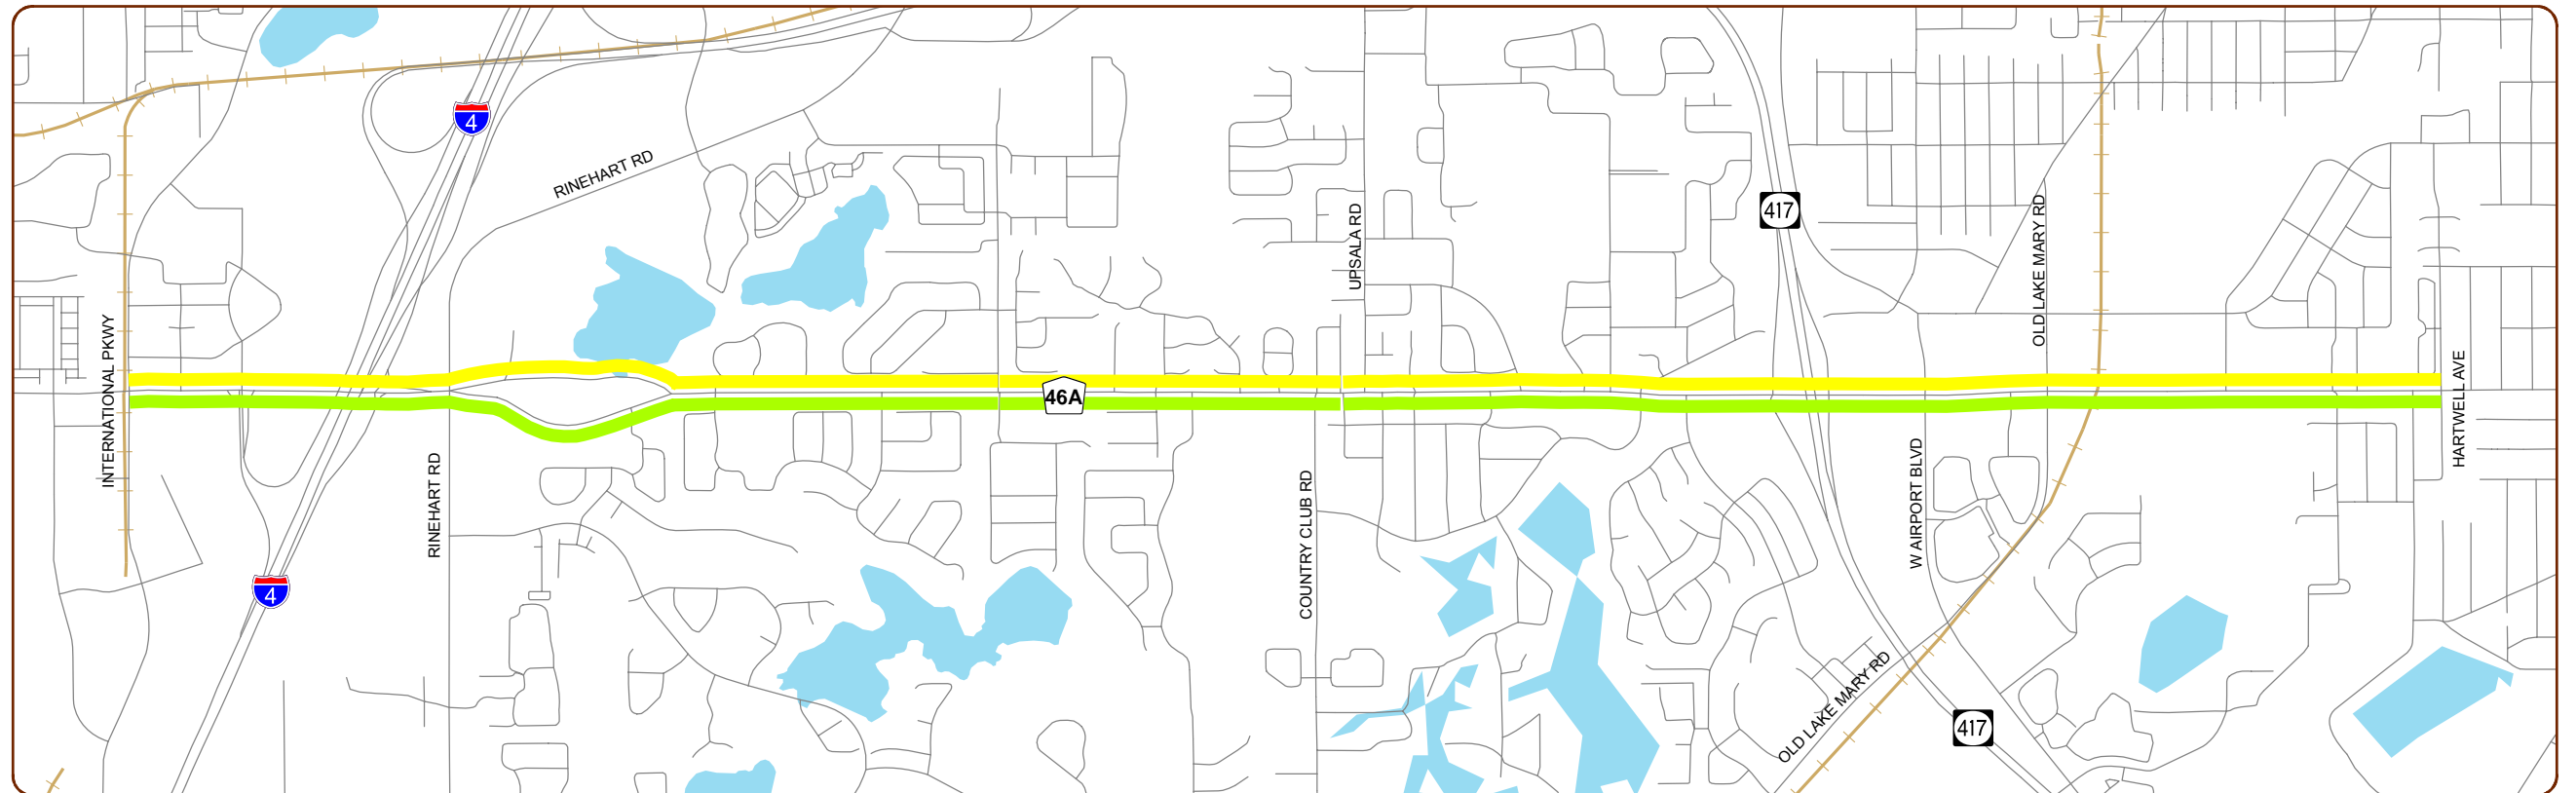 4
RINEHART RD
417
UPSALA RD
OLD LAKE MARY RD
INTERNATIONAL PKWY
46A
HARTWELL AVE
RINEHART RD
COUNTRY CLUB RD
W AIRPORT BLVD
4
OLD LAKE MARY RD
417